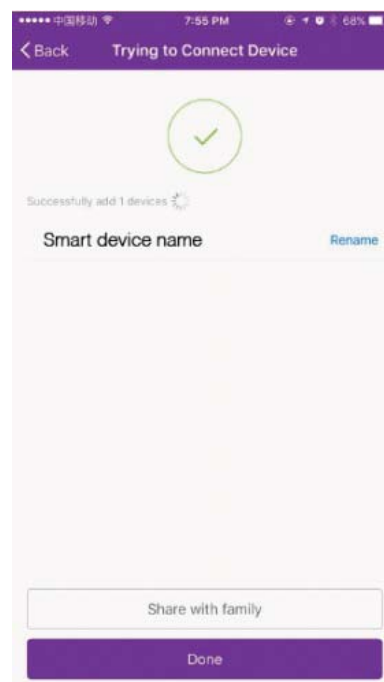 中国移动 7:55 PM 68%
Back Trying to Connect Device
Successfully add 1 devices
Smart device name Rename
Share with family
Done